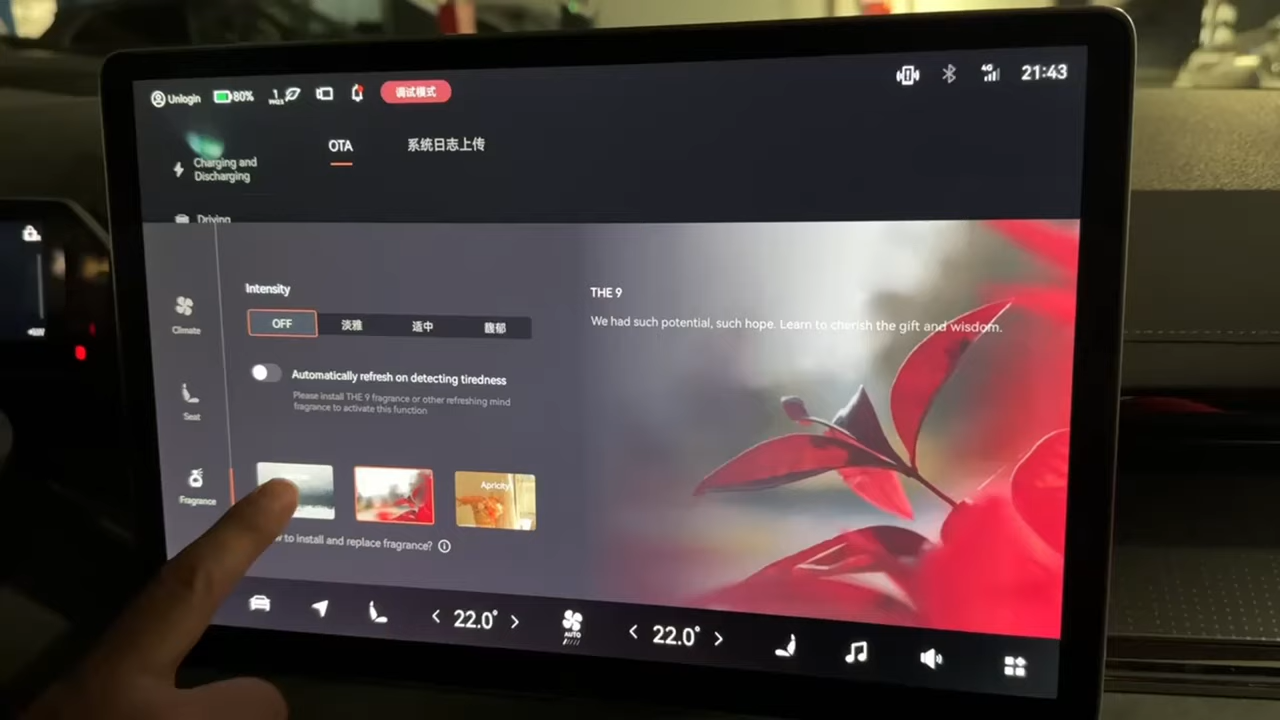 Unlogin
80%
调试模式
4G
21:43
OTA
系统日志上传
Charging and
Discharging
Driving
Intensity
OFF
淡雅
适中
馥郁
THE 9
We had such potential, such hope. Learn to cherish the gift and wisdom.
Climate
Automatically refresh on detecting tiredness
Please install THE 9 fragrance or other refreshing mind
fragrance to activate this function
Seat
Apricity
Fragrance
to install and replace fragrance?
22.0°
AUTO
22.0°